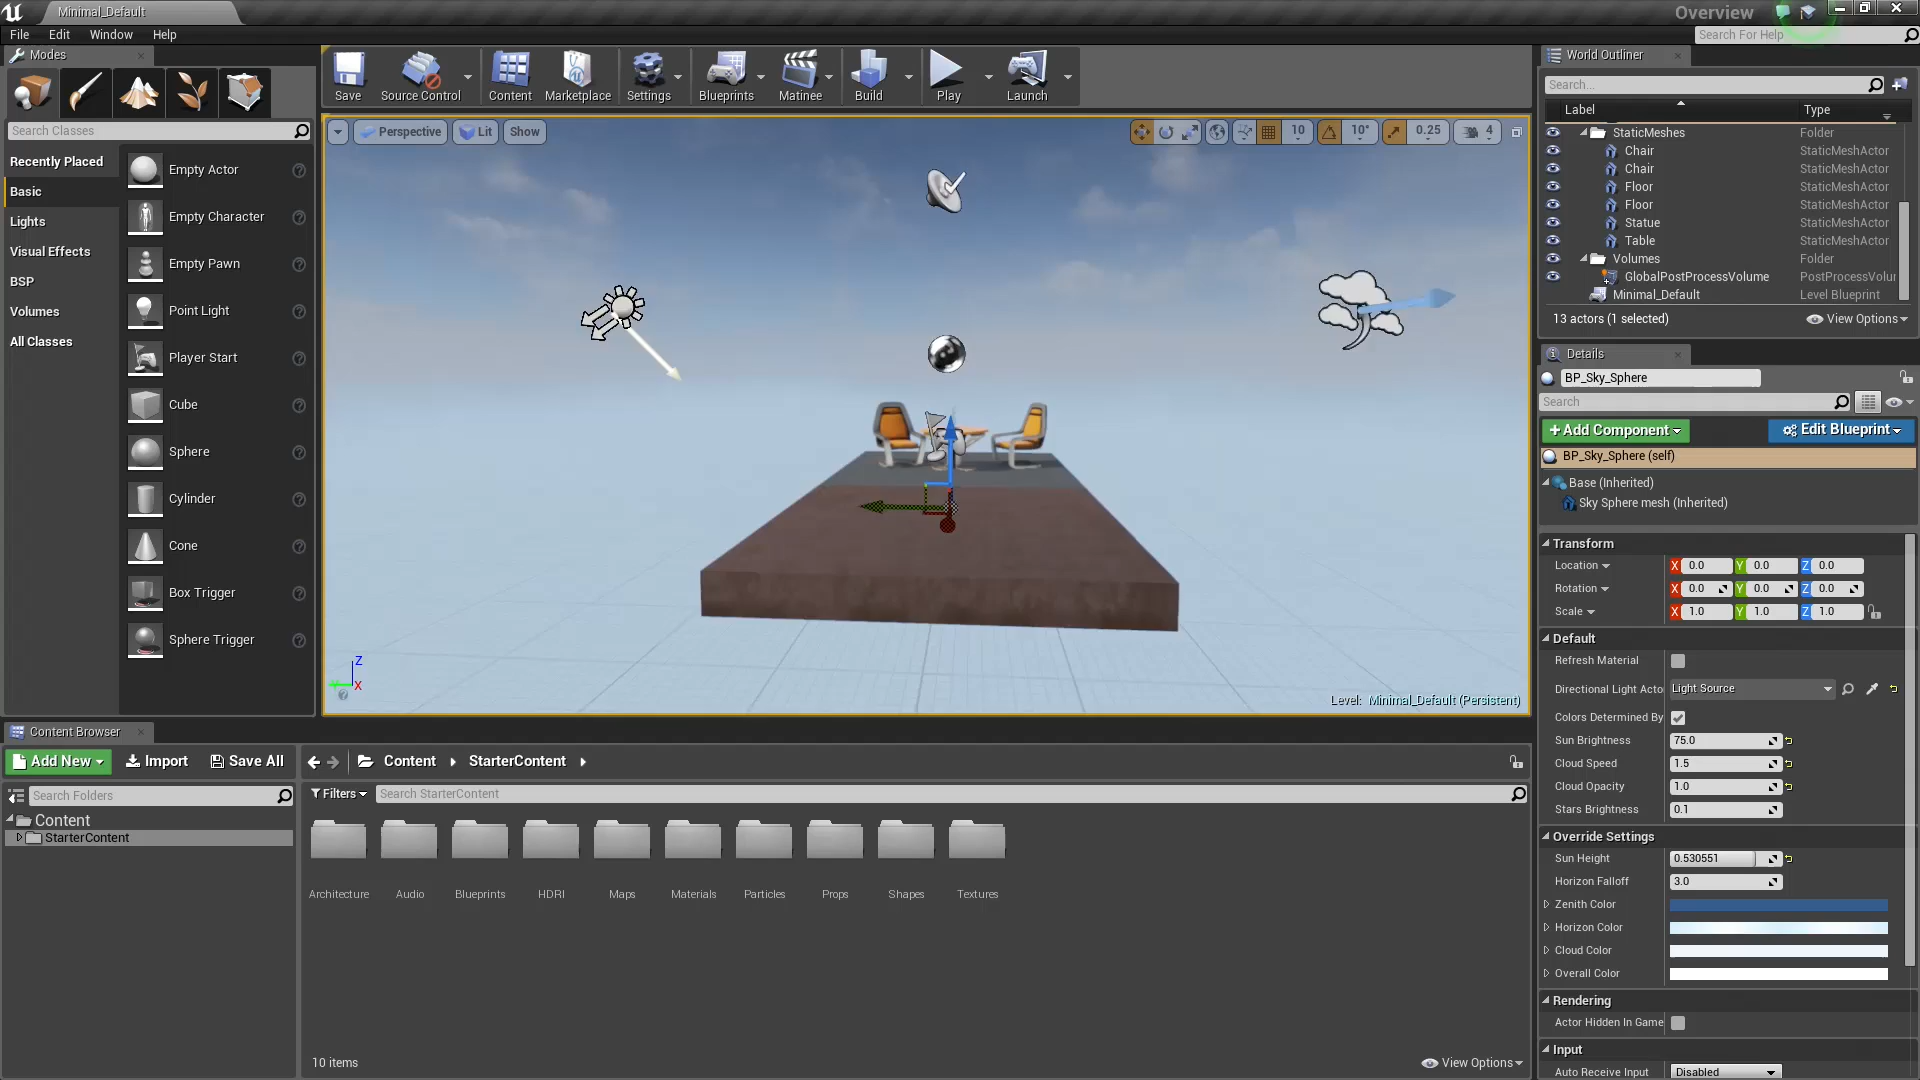 Minimal_Default
Overview
File Edit Window Help
Search For Help
Modes
Search Classes
Recently Placed
Basic
Lights
Visual Effects
BSP
Volumes
All Classes
Empty Actor
Empty Character
Empty Pawn
Point Light
Player Start
Cube
Sphere
Cylinder
Cone
Box Trigger
Sphere Trigger
Save
Source Control
Content
Marketplace
Settings
Blueprints
Matinee
Build
Play
Launch
Perspective
Lit
Show
10
10°
0.25
4
Z
X
Level: Minimal_Default (Persistent)
World Outliner
Search...
Label Type
StaticMeshes Folder
Chair StaticMeshActor
Chair StaticMeshActor
Floor StaticMeshActor
Floor StaticMeshActor
Statue StaticMeshActor
Table StaticMeshActor
Volumes Folder
GlobalPostProcessVolume PostProcessVolu
Minimal_Default Level Blueprint
13 actors (1 selected)
View Options
Details
BP_Sky_Sphere
Search
+Add Component
Edit Blueprint
BP_Sky_Sphere (self)
Base (Inherited)
Sky Sphere mesh (Inherited)
Transform
Location X 0.0 Y 0.0 Z 0.0
Rotation X 0.0 Y 0.0 Z 0.0
Scale X 1.0 Y 1.0 Z 1.0
Default
Refresh Material
Directional Light Acto Light Source
Colors Determined By
Sun Brightness 75.0
Cloud Speed 1.5
Cloud Opacity 1.0
Stars Brightness 0.1
Override Settings
Sun Height 0.530551
Horizon Falloff 3.0
Zenith Color
Horizon Color
Cloud Color
Overall Color
Rendering
Actor Hidden In Game
Input
Auto Receive Input Disabled
Content Browser
Add New
Import
Save All
Content
StarterContent
Search Folders
Content
StarterContent
Filters
Search StarterContent
Architecture
Audio
Blueprints
HDRI
Maps
Materials
Particles
Props
Shapes
Textures
10 items
View Options